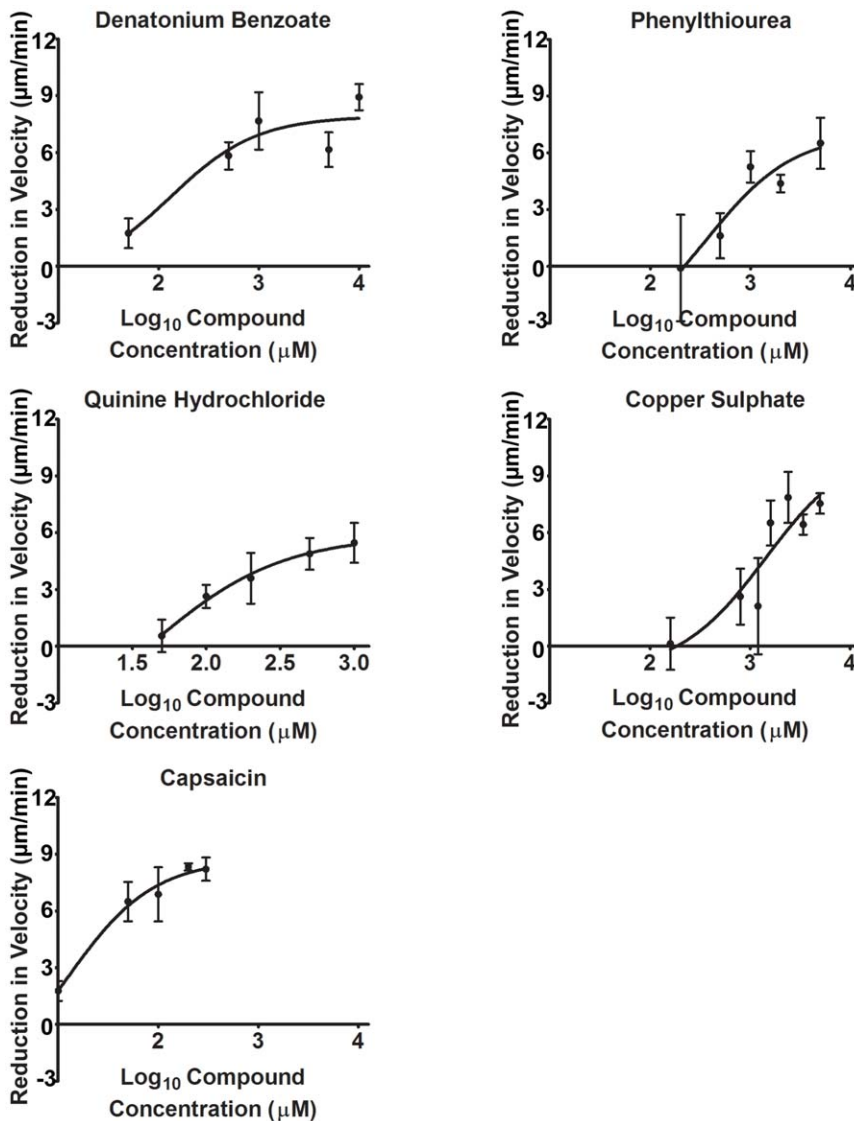 Denatonium Benzoate
Reduction in Velocity (µm/min)
12
9
6
3
0
-3
2
3
4
Log10 Compound
Concentration (µM)
Phenylthiourea
Reduction in Velocity (µm/min)
12
9
6
3
0
-3
2
3
4
Log10 Compound
Concentration (µM)
Quinine Hydrochloride
Reduction in Velocity (µm/min)
12
9
6
3
0
-3
1.5
2.0
2.5
3.0
Log10 Compound
Concentration (µM)
Copper Sulphate
Reduction in Velocity (µm/min)
12
9
6
3
0
-3
2
3
4
Log10 Compound
Concentration (µM)
Capsaicin
Reduction in Velocity (µm/min)
12
9
6
3
0
-3
2
3
4
Log10 Compound
Concentration (µM)